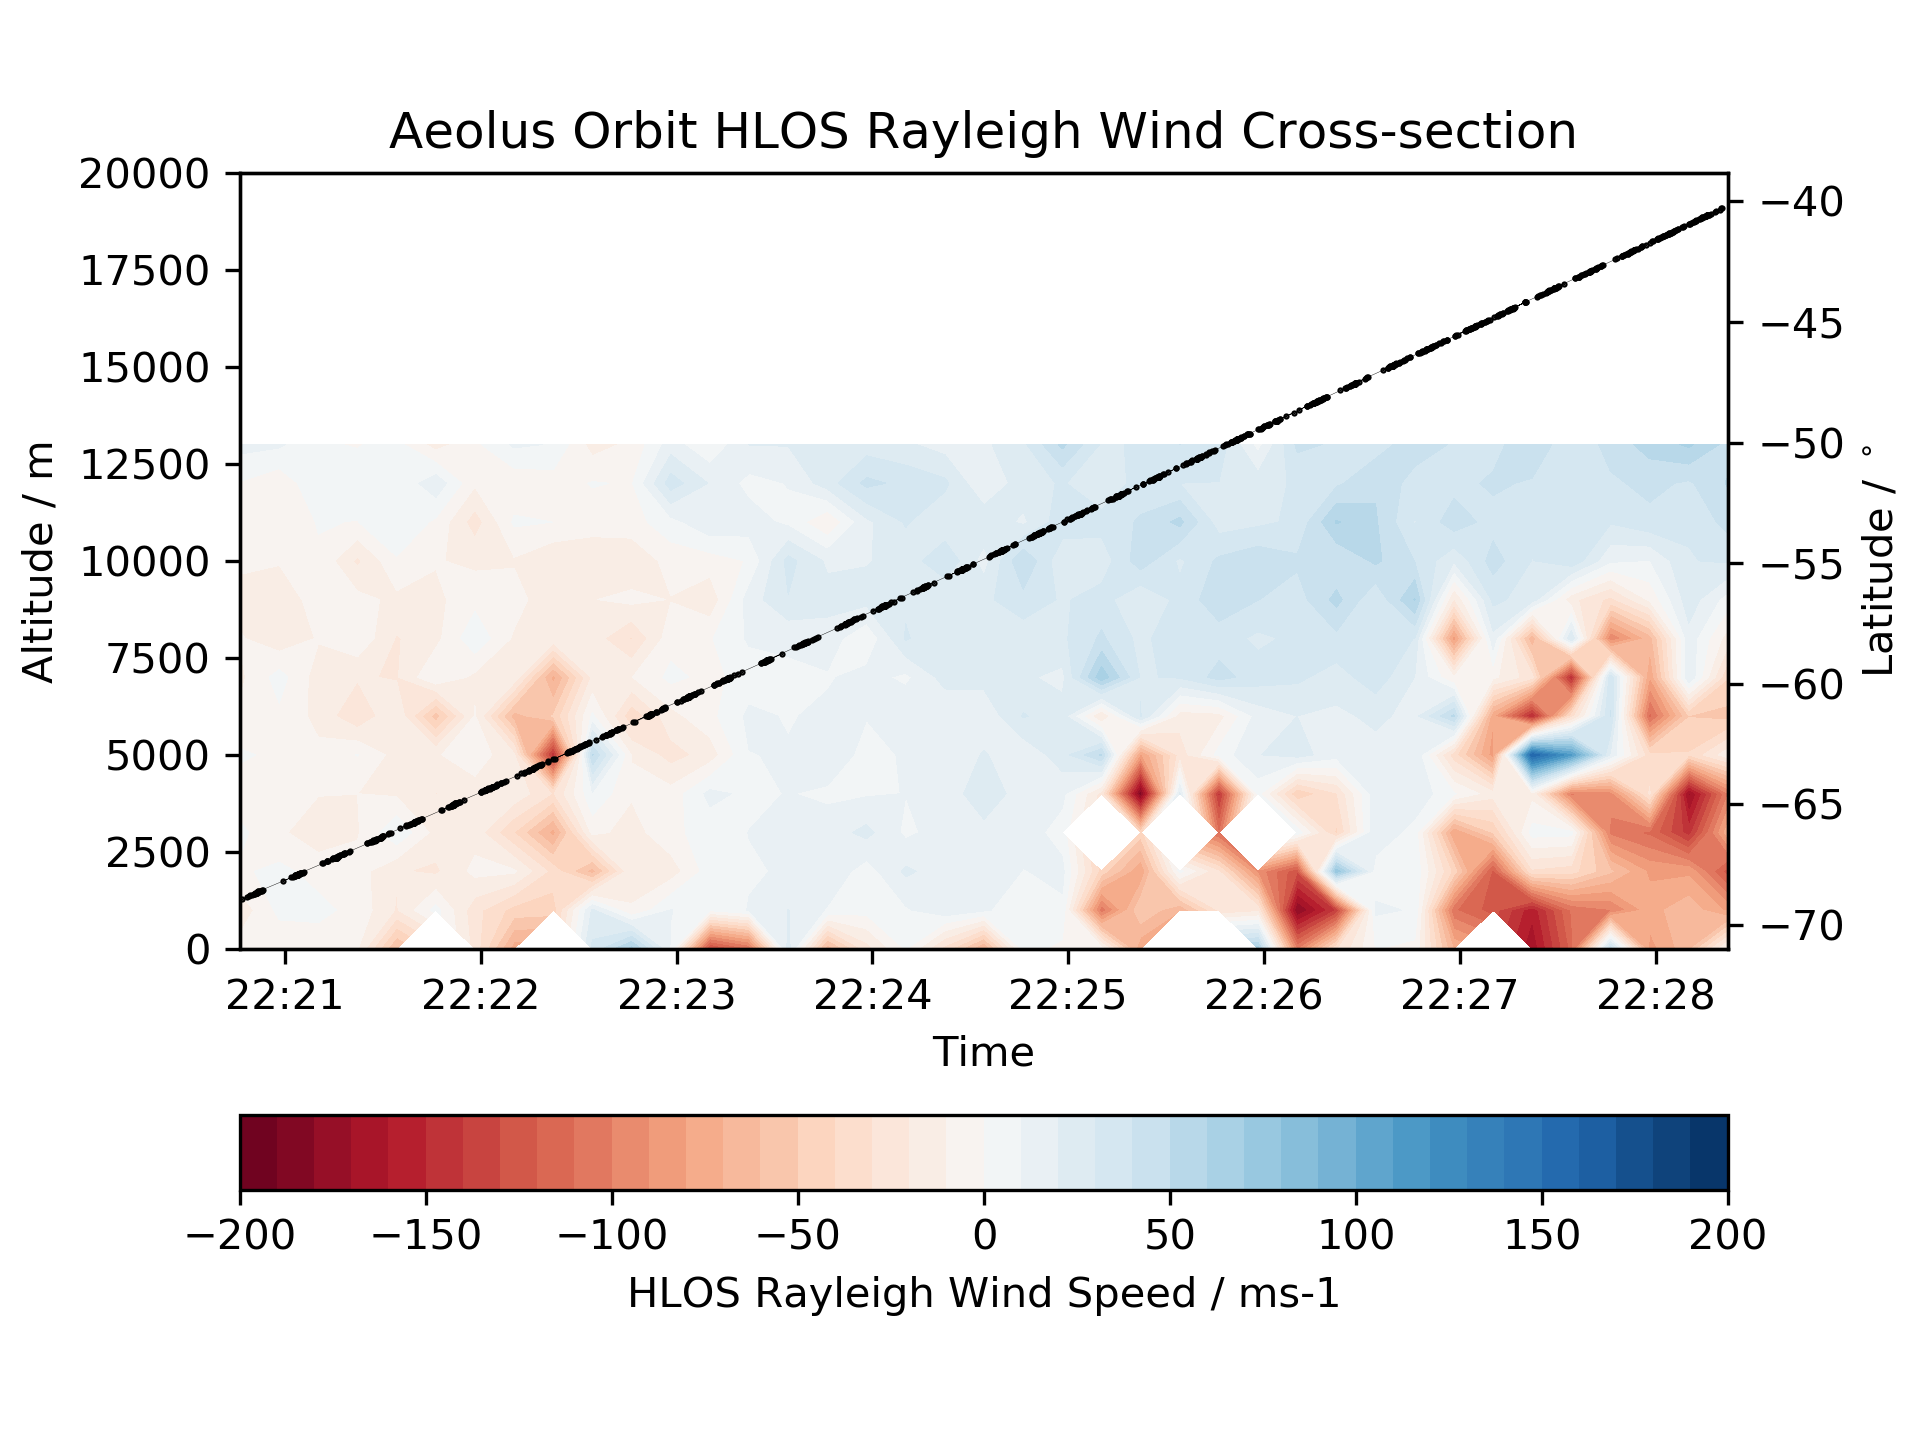 Aeolus Orbit HLOS Rayleigh Wind Cross-section
20000
17500
15000
12500
10000
7500
5000
2500
0
Altitude / m
−40
−45
−50
−55
−60
−65
−70
Latitude / °
22:21 22:22 22:23 22:24 22:25 22:26 22:27 22:28
Time
−200 −150 −100 −50 0 50 100 150 200
HLOS Rayleigh Wind Speed / ms-1